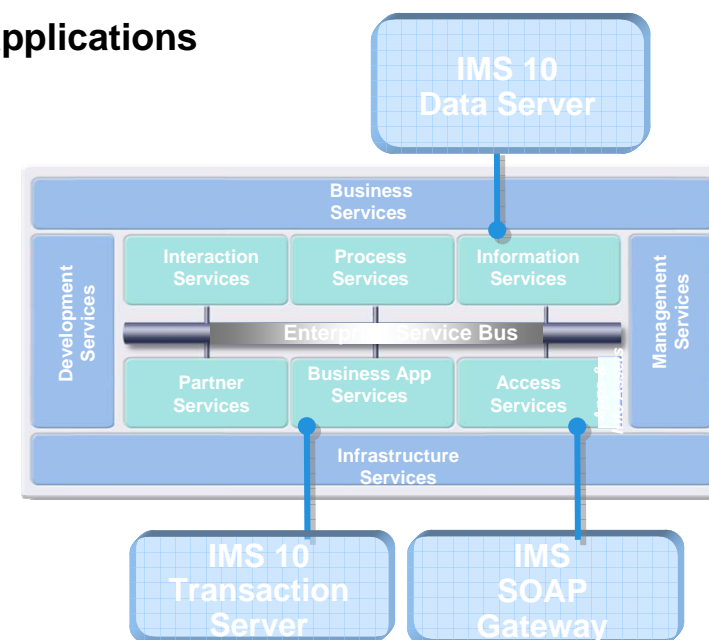 pplications
IMS 10
Data Server
Business
Services
Interaction
Services
Process
Services
Information
Services
Development
Services
Management
Services
Enterprise Service Bus
Partner
Services
Business App
Services
Access
Services
Infrastructure
Services
IMS 10
Transaction
Server
IMS
SOAP
Gateway